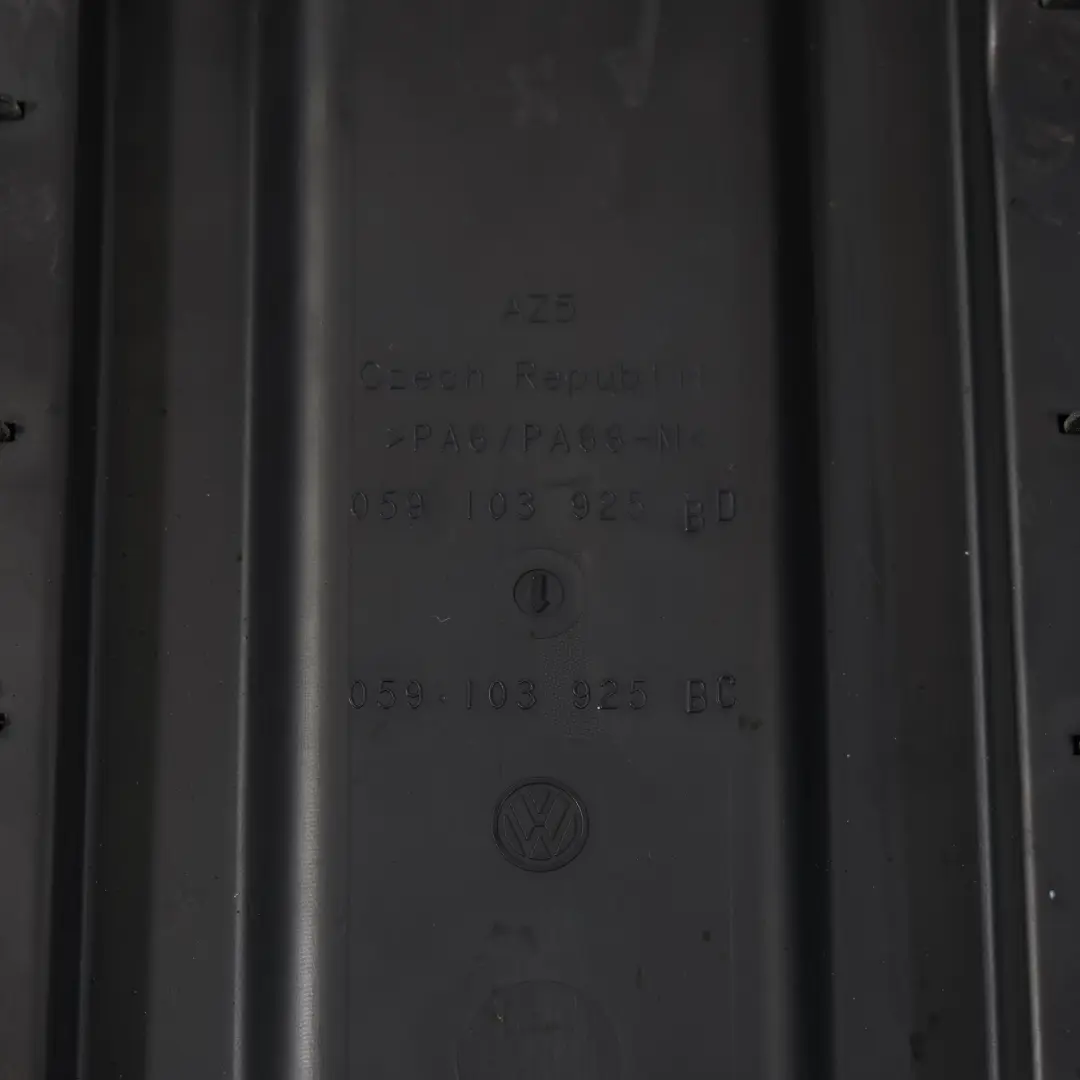 AZ5
Czech Republic
>PA6/PA66-M<
059 103 925 BD
059 103 925 BC